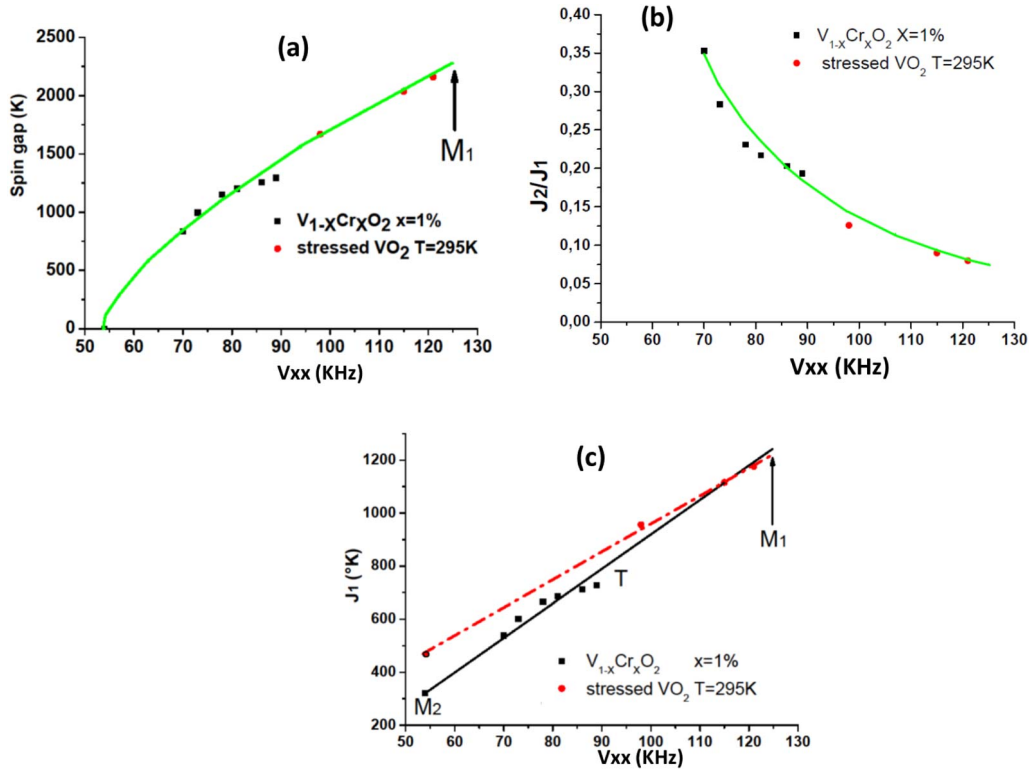 (a)
2500
2000
1500
1000
500
0
Spin gap (K)
M1
V1-XCrXO2 x=1%
stressed VO2 T=295K
50 60 70 80 90 100 110 120 130
Vxx (KHz)
(b)
0,40
0,35
0,30
0,25
0,20
0,15
0,10
0,05
0,00
J2/J1
V1-XCrXO2 X=1%
stressed VO2 T=295K
50 60 70 80 90 100 110 120 130
Vxx (KHz)
(c)
1200
1000
800
600
400
200
J1 (°K)
M1
T
M2
V1-XCrXO2 x=1%
stressed VO2 T=295K
50 60 70 80 90 100 110 120 130
Vxx (KHz)